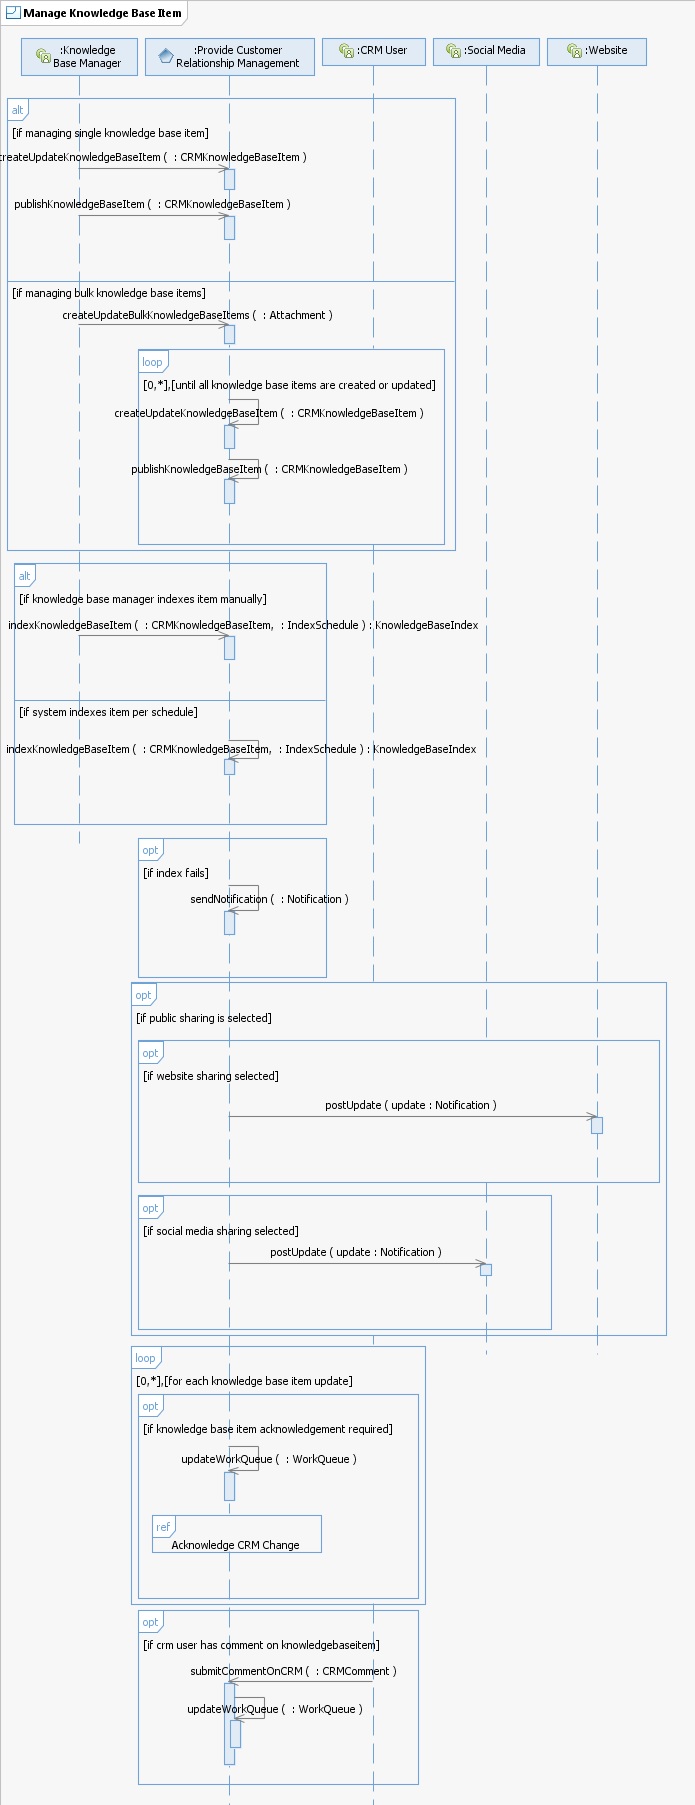 Manage Knowledge Base Item
:Knowledge
Base Manager
:Provide Customer
Relationship Management
:CRM User
:Social Media
:Website
alt
[if managing single knowledge base item]
createUpdateKnowledgeBaseItem ( : CRMKnowledgeBaseItem )
publishKnowledgeBaseItem ( : CRMKnowledgeBaseItem )
[if managing bulk knowledge base items]
createUpdateBulkKnowledgeBaseItems ( : Attachment )
loop
[0,*],[until all knowledge base items are created or updated]
createUpdateKnowledgeBaseItem ( : CRMKnowledgeBaseItem )
publishKnowledgeBaseItem ( : CRMKnowledgeBaseItem )
alt
[if knowledge base manager indexes item manually]
indexKnowledgeBaseItem ( : CRMKnowledgeBaseItem, : IndexSchedule ) : KnowledgeBaseIndex
[if system indexes item per schedule]
indexKnowledgeBaseItem ( : CRMKnowledgeBaseItem, : IndexSchedule ) : KnowledgeBaseIndex
opt
[if index fails]
sendNotification ( : Notification )
opt
[if public sharing is selected]
opt
[if website sharing selected]
postUpdate ( update : Notification )
opt
[if social media sharing selected]
postUpdate ( update : Notification )
loop
[0,*],[for each knowledge base item update]
opt
[if knowledge base item acknowledgement required]
updateWorkQueue ( : WorkQueue )
ref
Acknowledge CRM Change
opt
[if crm user has comment on knowledgebaseitem]
submitCommentOnCRM ( : CRMComment )
updateWorkQueue ( : WorkQueue )